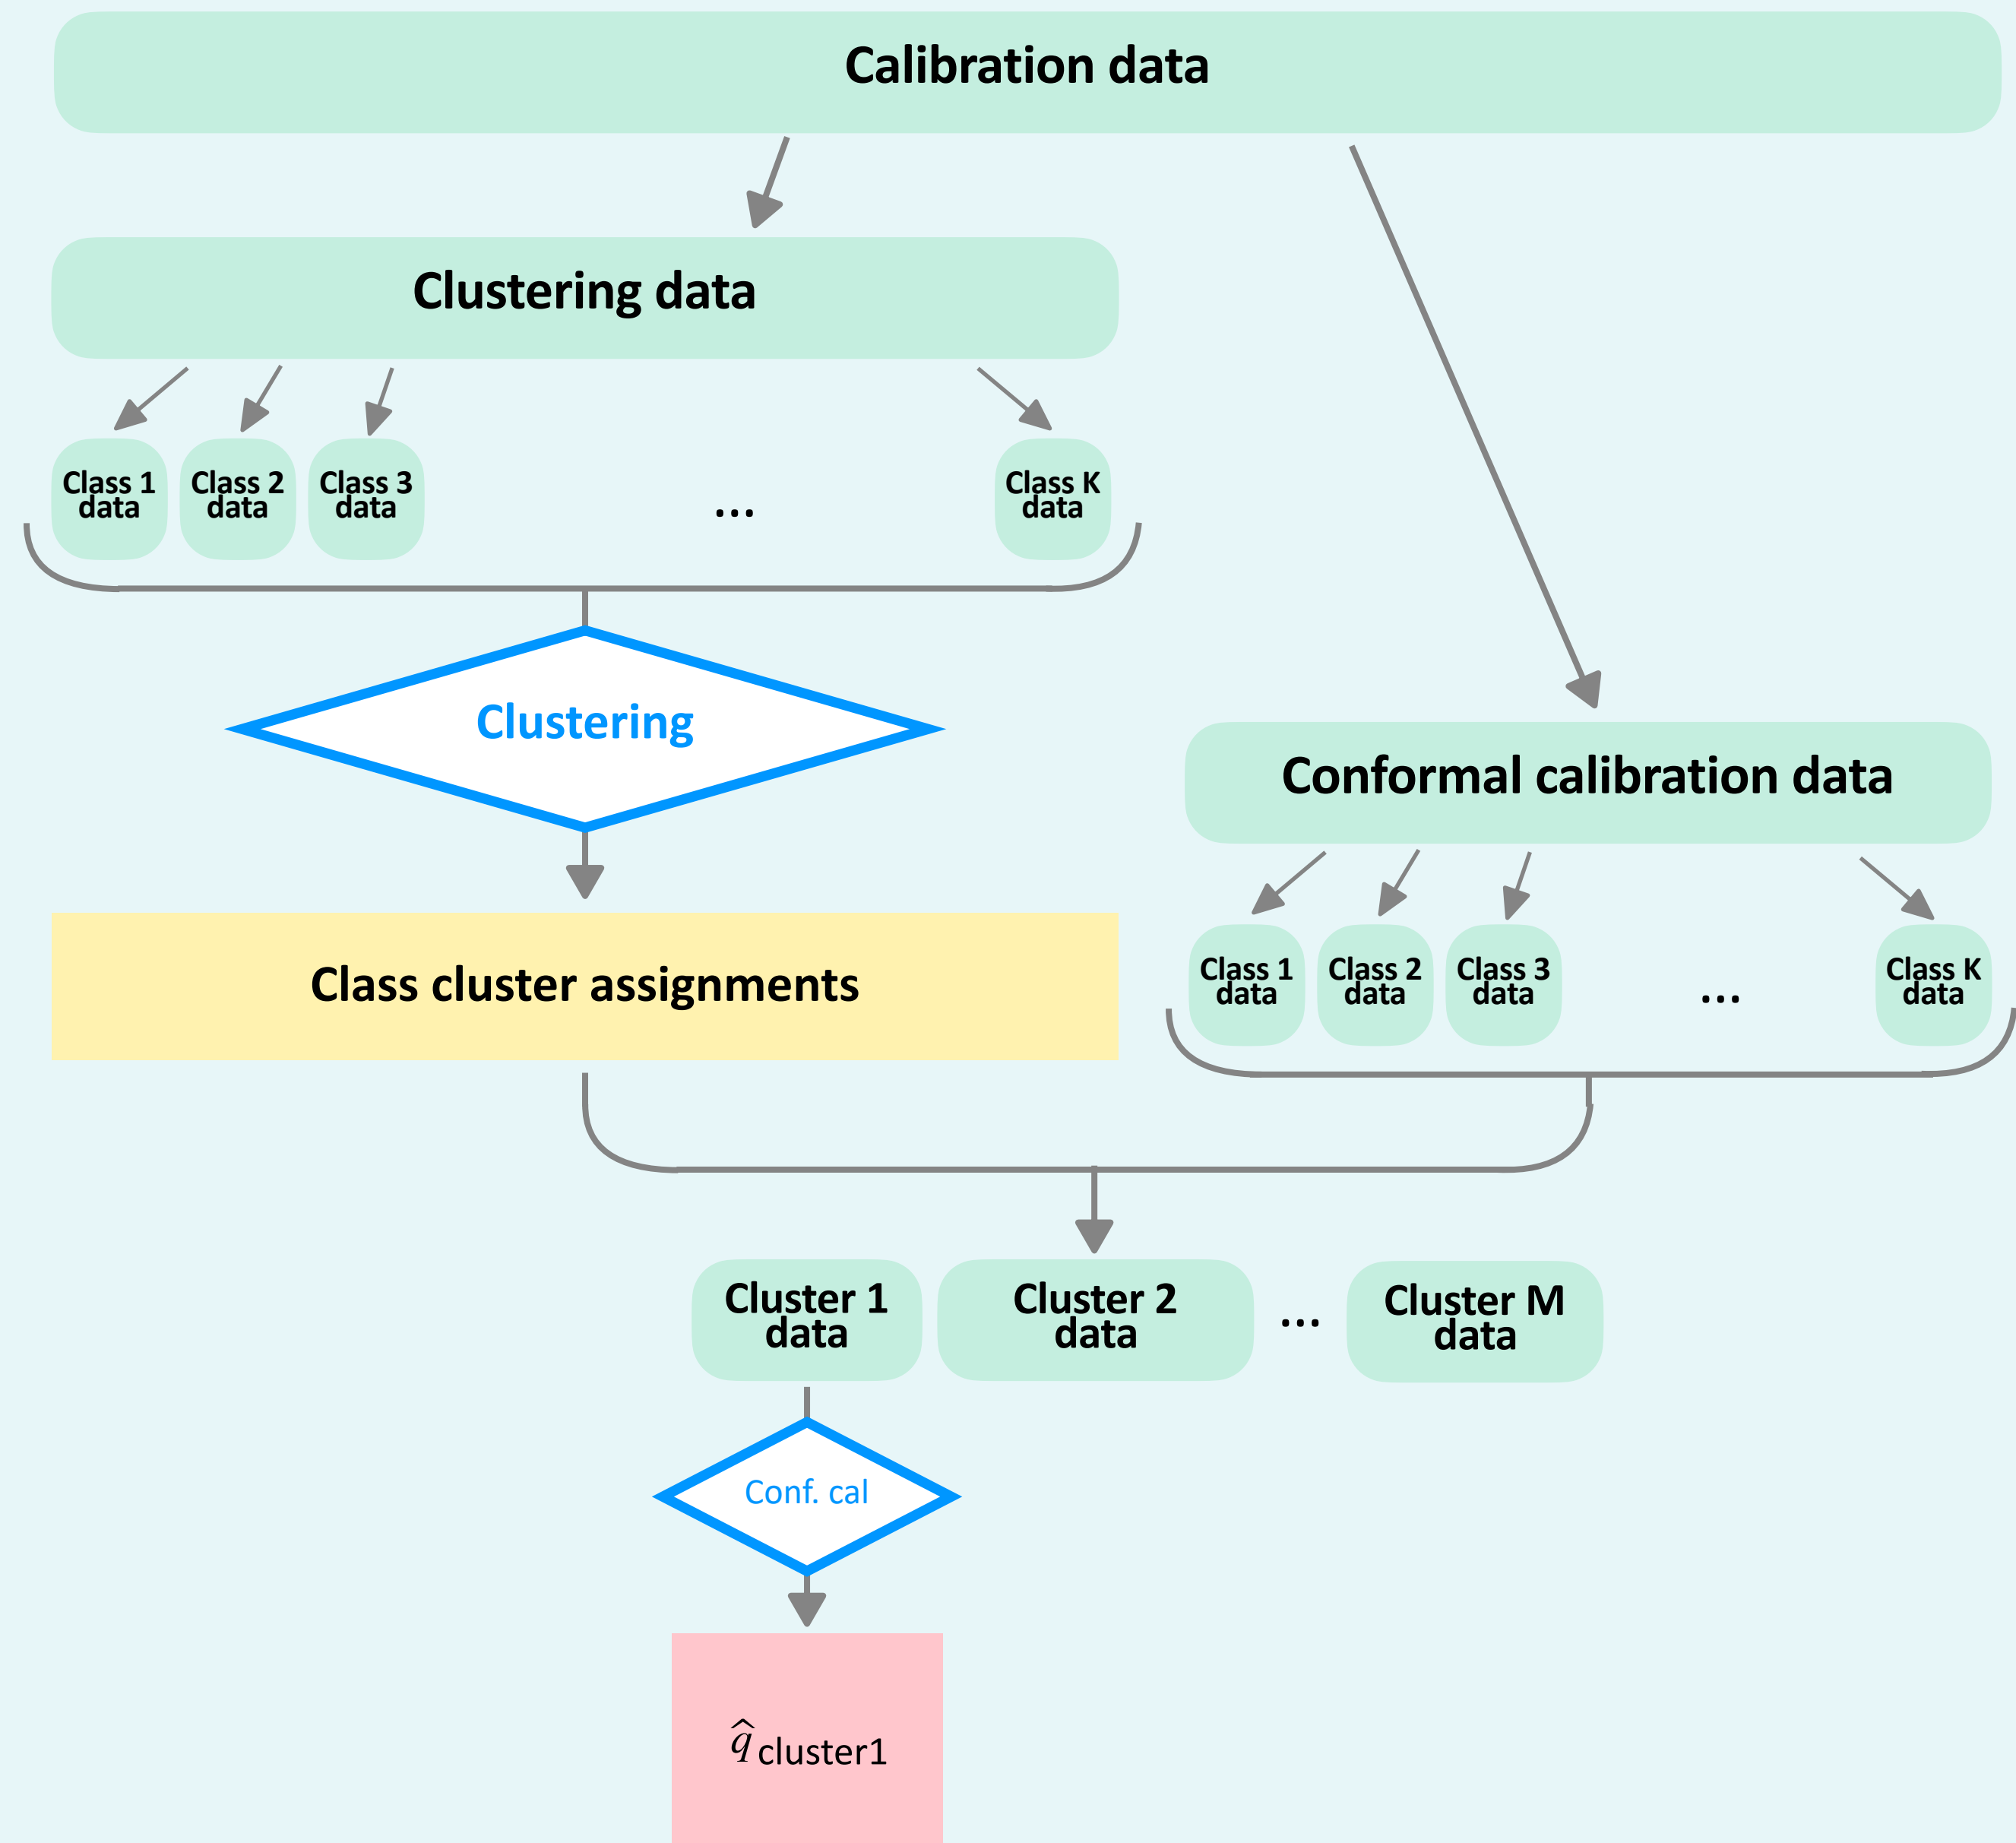 Calibration data
Clustering data
Class 1
data
Class 2
data
Class 3
data
...
Class K
data
Clustering
Conformal calibration data
Class cluster assignments
Class 1
data
Class 2
data
Class 3
data
...
Class K
data
Cluster 1
data
Cluster 2
data
...
Cluster M
data
Conf. cal
q̂ cluster1